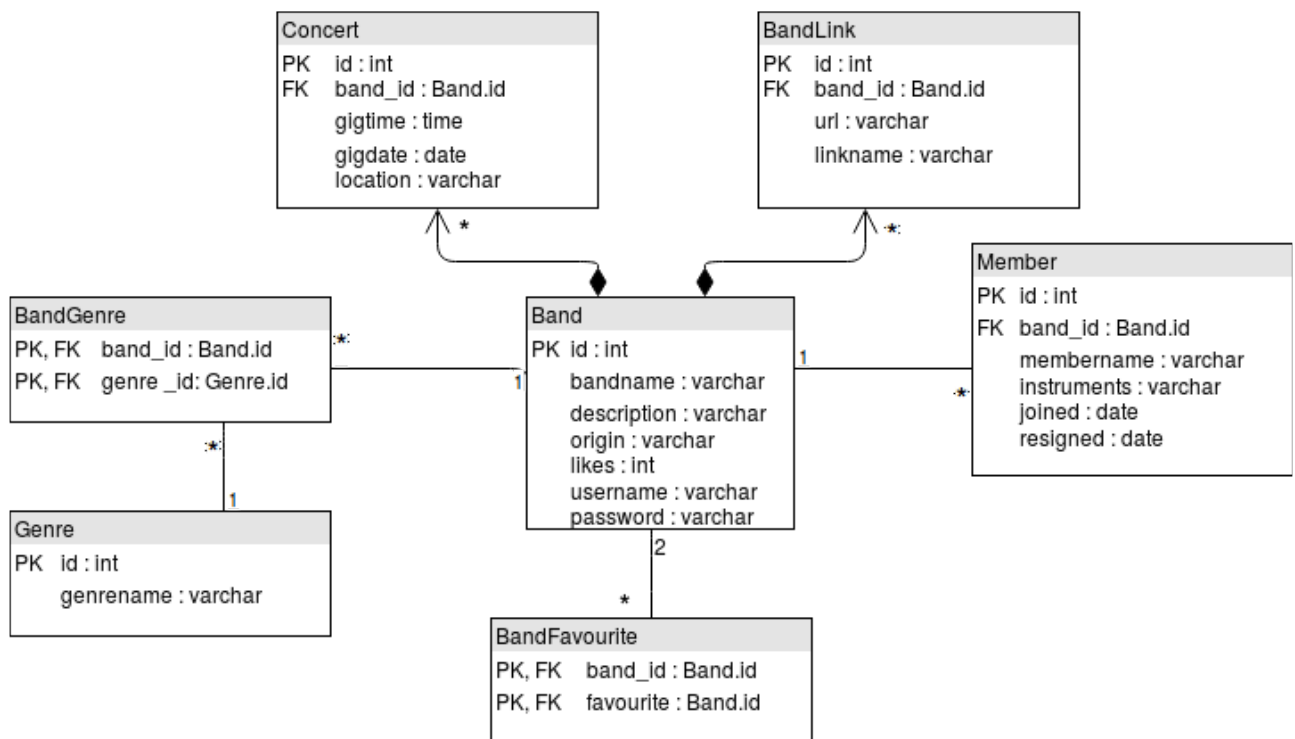 Concert
PK id : int
FK band_id : Band.id
gigtime : time
gigdate : date
location : varchar
*
BandLink
PK id : int
FK band_id : Band.id
url : varchar
linkname : varchar
*
Member
PK id : int
FK band_id : Band.id
membername : varchar
instruments : varchar
joined : date
resigned : date
BandGenre
PK, FK band_id : Band.id
PK, FK genre _id: Genre.id
*
1
Band
PK id : int
bandname : varchar
description : varchar
origin : varchar
likes : int
username : varchar
password : varchar
1
*
*
1
Genre
PK id : int
genrename : varchar
2
*
BandFavourite
PK, FK band_id : Band.id
PK, FK favourite : Band.id